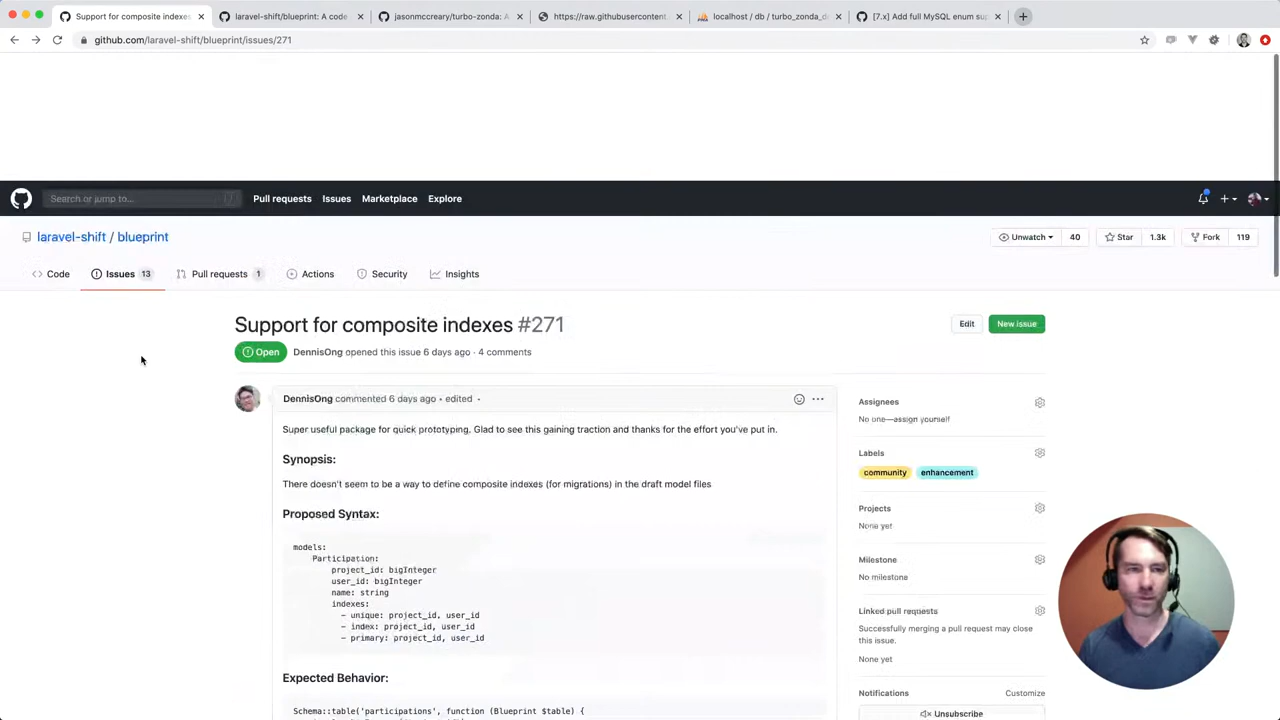 Support for composite indexes
laravel-shift/blueprint: A code
jasonmccreary/turbo-zonda: A
https://raw.githubusercontent.
localhost / db / turbo_zonda_d
[7.x] Add full MySQL enum sup
github.com/laravel-shift/blueprint/issues/271
Search or jump to...
/
Pull requests
Issues
Marketplace
Explore
laravel-shift / blueprint
Unwatch 40
Star 1.3k
Fork 119
Code
Issues 13
Pull requests 1
Actions
Security
Insights
Support for composite indexes #271
Edit
New issue
Open
DennisOng opened this issue 6 days ago · 4 comments
DennisOng commented 6 days ago • edited
Super useful package for quick prototyping. Glad to see this gaining traction and thanks for the effort you've put in.
Synopsis:
There doesn't seem to be a way to define composite indexes (for migrations) in the draft model files
Proposed Syntax:
models:
Participation:
project_id: bigInteger
user_id: bigInteger
name: string
indexes:
- unique: project_id, user_id
- index: project_id, user_id
- primary: project_id, user_id
Expected Behavior:
Schema::table('participations', function (Blueprint $table) {
Assignees
No one—assign yourself
Labels
community
enhancement
Projects
None yet
Milestone
No milestone
Linked pull requests
Successfully merging a pull request may close
this issue.
None yet
Notifications
Customize
Unsubscribe